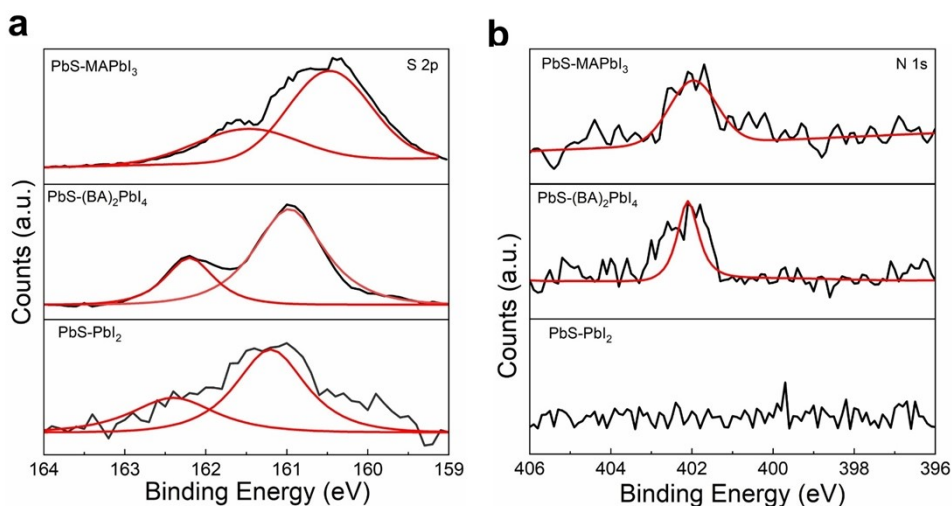 a
PbS-MAPbI₃
S 2p
PbS-(BA)₂PbI₄
PbS-PbI₂
Counts (a.u.)
164 163 162 161 160 159
Binding Energy (eV)
b
PbS-MAPbI₃
N 1s
PbS-(BA)₂PbI₄
PbS-PbI₂
Counts (a.u.)
406 404 402 400 398 396
Binding Energy (eV)